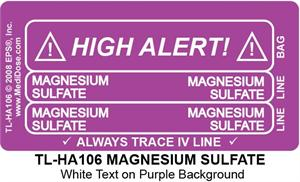 TL-HA106 © 2008 EPS®, Inc.
www.MediDose.com
HIGH ALERT!
BAG
MAGNESIUM MAGNESIUM
SULFATE SULFATE
LINE
MAGNESIUM MAGNESIUM
SULFATE SULFATE
LINE
✓ ALWAYS TRACE IV LINE ✓
TL-HA106 MAGNESIUM SULFATE
White Text on Purple Background